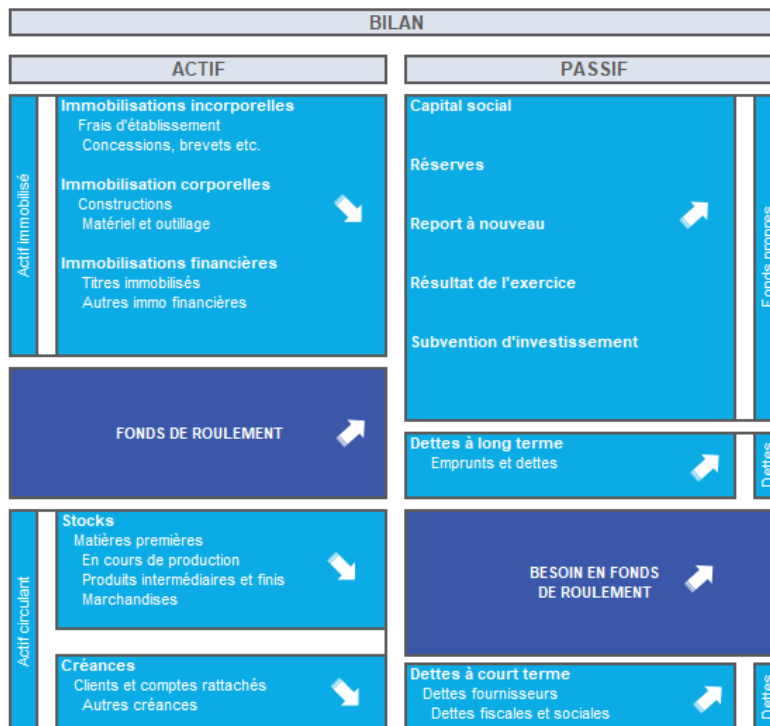 BILAN
ACTIF
Actif immobilisé
Immobilisations incorporelles
Frais d'établissement
Concessions, brevets etc.
Immobilisation corporelles
Constructions
Matériel et outillage
Immobilisations financières
Titres immobilisés
Autres immo financières
FONDS DE ROULEMENT
Actif circulant
Stocks
Matières premières
En cours de production
Produits intermédiaires et finis
Marchandises
Créances
Clients et comptes rattachés
Autres créances
PASSIF
Capital social
Réserves
Report à nouveau
Résultat de l'exercice
Subvention d'investissement
Fonds propres
Dettes à long terme
Emprunts et dettes
Dettes
BESOIN EN FONDS
DE ROULEMENT
Dettes à court terme
Dettes fournisseurs
Dettes fiscales et sociales
Dettes